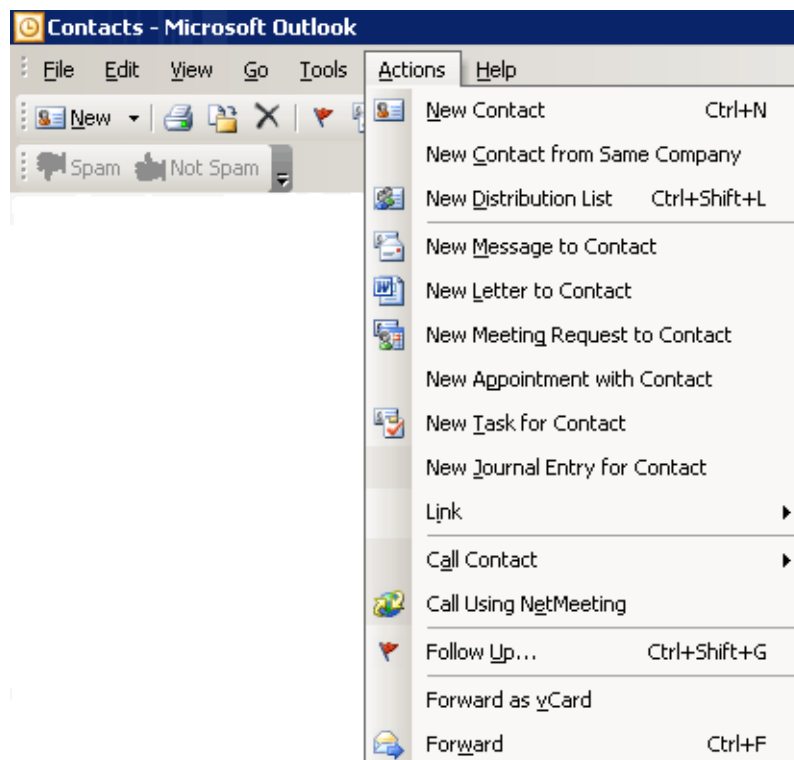 Contacts - Microsoft Outlook
File Edit View Go Tools Actions Help
New
Spam Not Spam
New Contact Ctrl+N
New Contact from Same Company
New Distribution List Ctrl+Shift+L
New Message to Contact
New Letter to Contact
New Meeting Request to Contact
New Appointment with Contact
New Task for Contact
New Journal Entry for Contact
Link
Call Contact
Call Using NetMeeting
Follow Up... Ctrl+Shift+G
Forward as vCard
Forward Ctrl+F